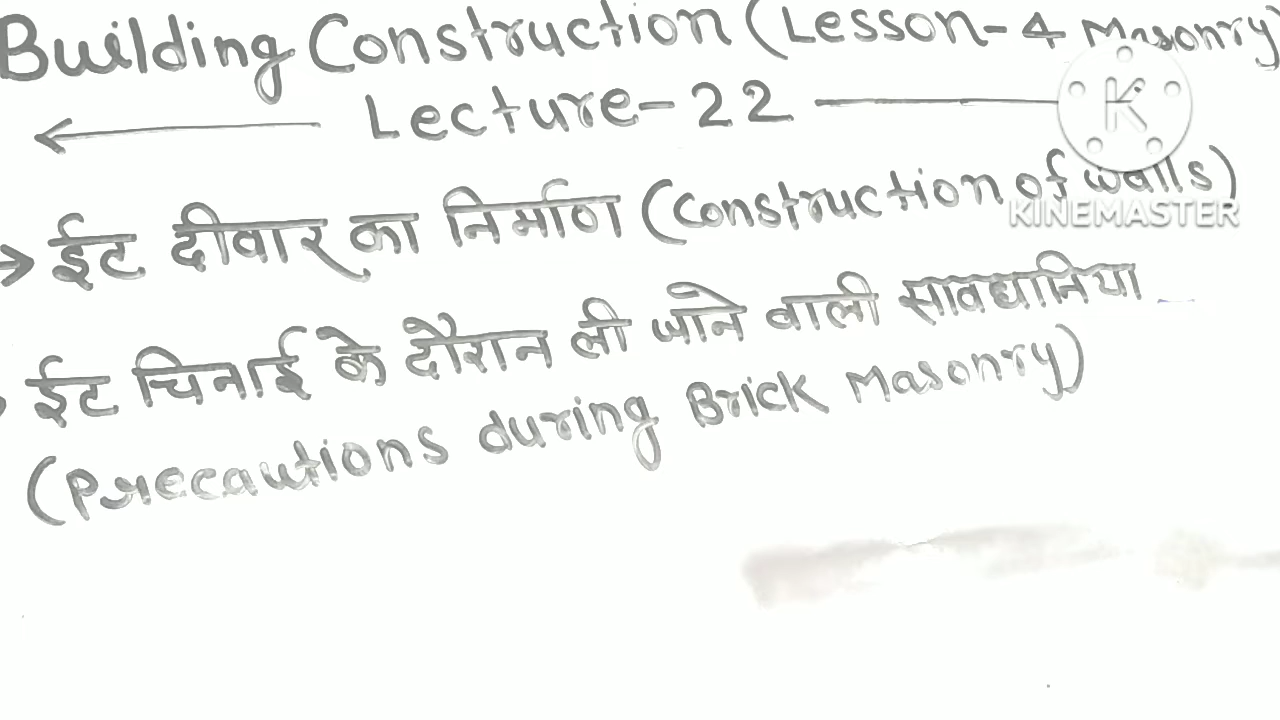 Building Construction (Lesson-4 Masonry)
Lecture-22
→ ईट दीवार का निर्माण (Construction of walls)
KINEMASTER
ईट चिनाई के दौरान ली जाने वाली सावधानिया
(Precautions during Brick Masonry)